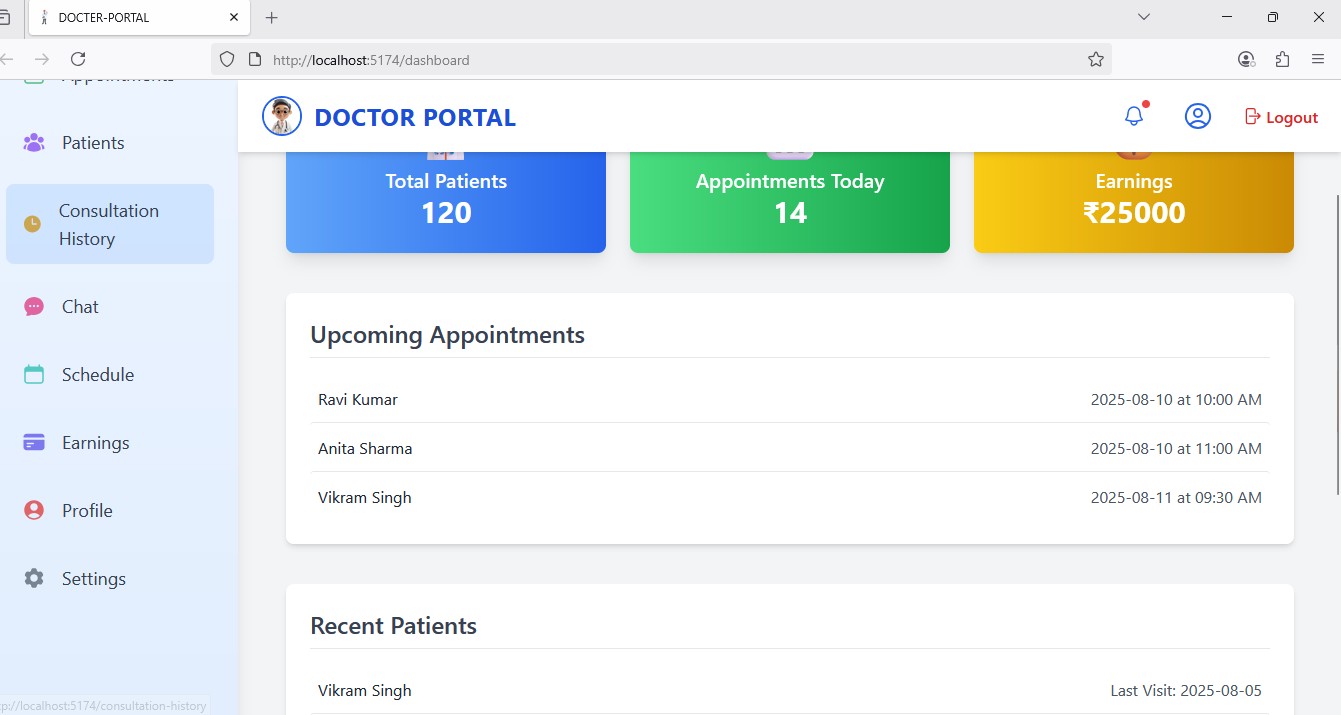 DOCTER-PORTAL
http://localhost:5174/dashboard
Appointments
Patients
Consultation
History
Chat
Schedule
Earnings
Profile
Settings
DOCTOR PORTAL
Logout
Total Patients
120
Appointments Today
14
Earnings
₹25000
Upcoming Appointments
Ravi Kumar 2025-08-10 at 10:00 AM
Anita Sharma 2025-08-10 at 11:00 AM
Vikram Singh 2025-08-11 at 09:30 AM
Recent Patients
Vikram Singh Last Visit: 2025-08-05
tp://localhost:5174/consultation-history